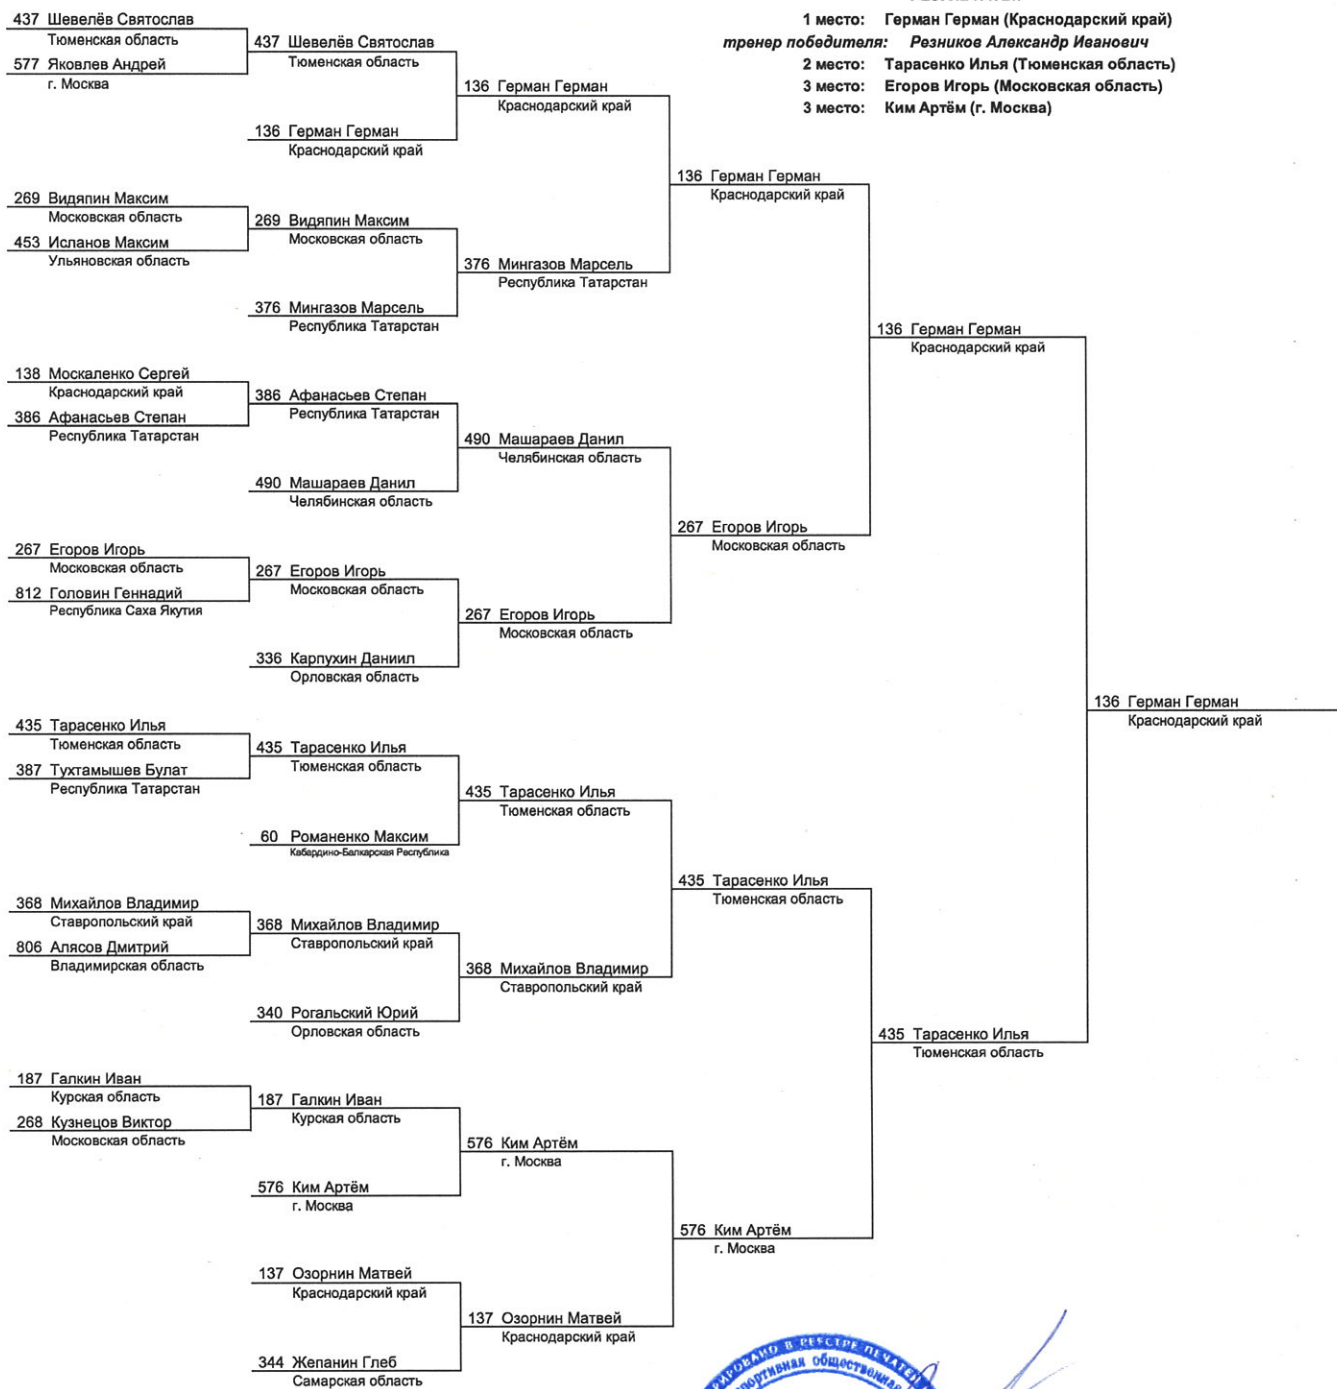 1 место: Герман Герман (Краснодарский край)
тренер победителя: Резников Александр Иванович
2 место: Тарасенко Илья (Тюменская область)
3 место: Егоров Игорь (Московская область)
3 место: Ким Артём (г. Москва)
437 Шевелёв Святослав
Тюменская область
577 Яковлев Андрей
г. Москва
437 Шевелёв Святослав
Тюменская область
136 Герман Герман
Краснодарский край
136 Герман Герман
Краснодарский край
269 Видяпин Максим
Московская область
453 Исланов Максим
Ульяновская область
269 Видяпин Максим
Московская область
376 Мингазов Марсель
Республика Татарстан
376 Мингазов Марсель
Республика Татарстан
136 Герман Герман
Краснодарский край
138 Москаленко Сергей
Краснодарский край
386 Афанасьев Степан
Республика Татарстан
386 Афанасьев Степан
Республика Татарстан
490 Машараев Данил
Челябинская область
490 Машараев Данил
Челябинская область
267 Егоров Игорь
Московская область
812 Головин Геннадий
Республика Саха Якутия
267 Егоров Игорь
Московская область
336 Карпухин Даниил
Орловская область
267 Егоров Игорь
Московская область
267 Егоров Игорь
Московская область
136 Герман Герман
Краснодарский край
435 Тарасенко Илья
Тюменская область
387 Тухтамышев Булат
Республика Татарстан
435 Тарасенко Илья
Тюменская область
60 Романенко Максим
Кабардино-Балкарская Республика
435 Тарасенко Илья
Тюменская область
368 Михайлов Владимир
Ставропольский край
806 Алясов Дмитрий
Владимирская область
368 Михайлов Владимир
Ставропольский край
340 Рогальский Юрий
Орловская область
368 Михайлов Владимир
Ставропольский край
435 Тарасенко Илья
Тюменская область
187 Галкин Иван
Курская область
268 Кузнецов Виктор
Московская область
187 Галкин Иван
Курская область
576 Ким Артём
г. Москва
576 Ким Артём
г. Москва
137 Озорнин Матвей
Краснодарский край
344 Жепанин Глеб
Самарская область
137 Озорнин Матвей
Краснодарский край
576 Ким Артём
г. Москва
435 Тарасенко Илья
Тюменская область
136 Герман Герман
Краснодарский край
В РЕЕСТРЕ
общественная